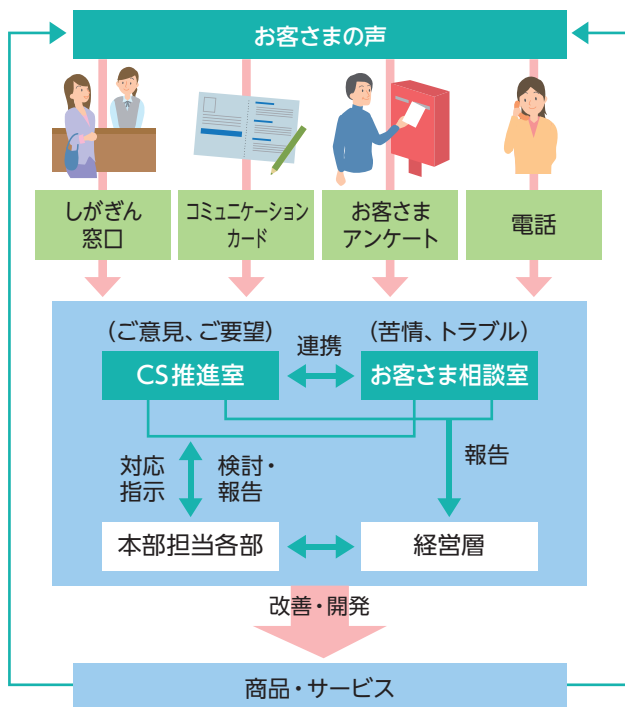 お客さまの声
しがぎん
窓口
コミュニケーション
カード
お客さま
アンケート
電話
(ご意見、ご要望)
(苦情、トラブル)
連携
CS推進室
お客さま相談室
対応
指示
検討・
報告
報告
本部担当各部
経営層
改善・開発
商品・サービス